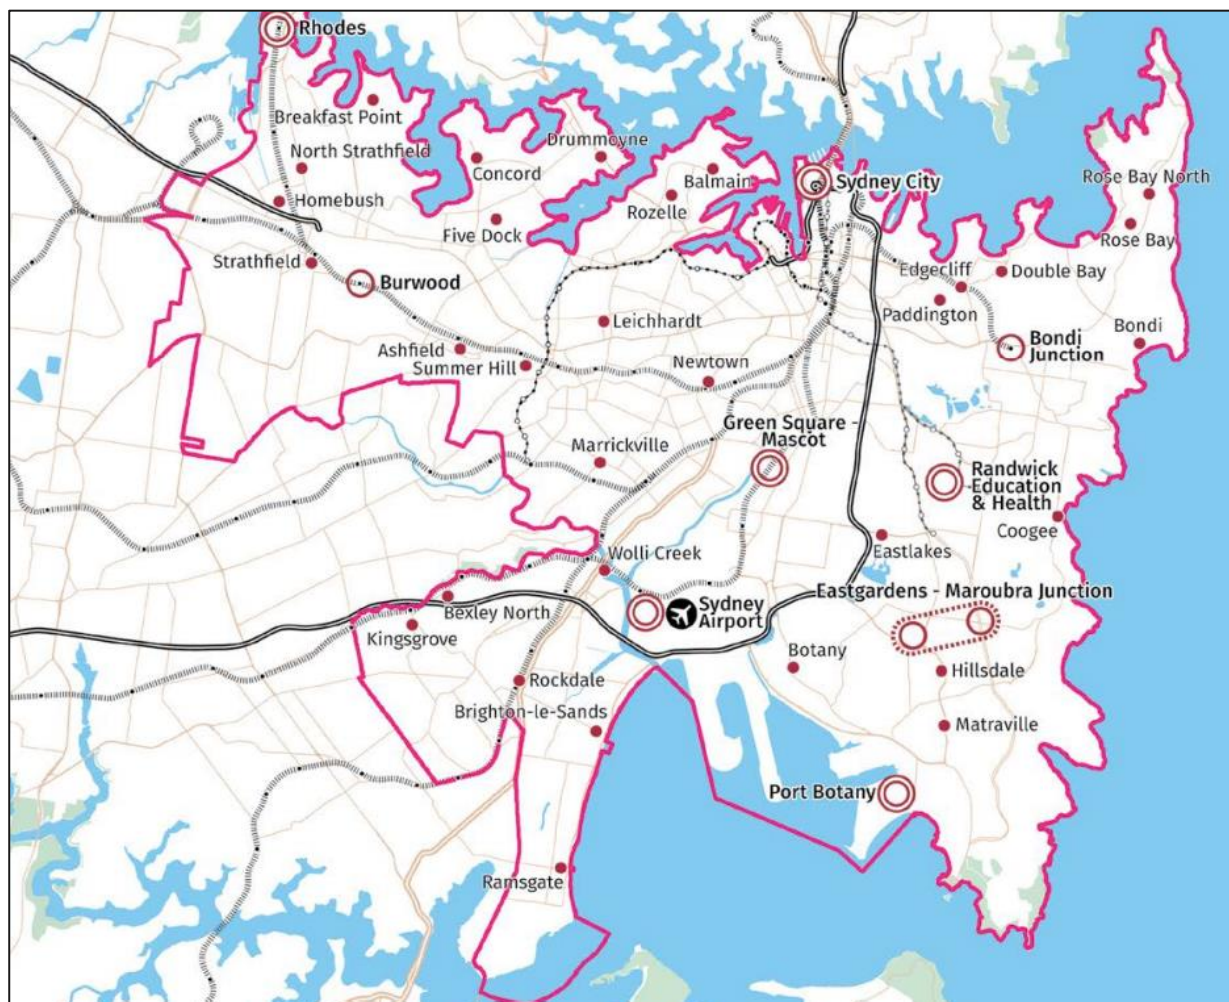 Rhodes
Breakfast Point
Drummoyne
North Strathfield
Concord
Balmain
Sydney City
Rose Bay North
Homebush
Rozelle
Five Dock
Rose Bay
Strathfield
Edgecliff
Double Bay
Burwood
Paddington
Leichhardt
Bondi
Bondi
Junction
Ashfield
Summer Hill
Newtown
Green Square -
Mascot
Marrickville
Randwick
Education
& Health
Coogee
Wolli Creek
Eastlakes
Eastgardens - Maroubra Junction
Sydney
Airport
Bexley North
Kingsgrove
Botany
Hillsdale
Rockdale
Brighton-le-Sands
Matraville
Port Botany
Ramsgate